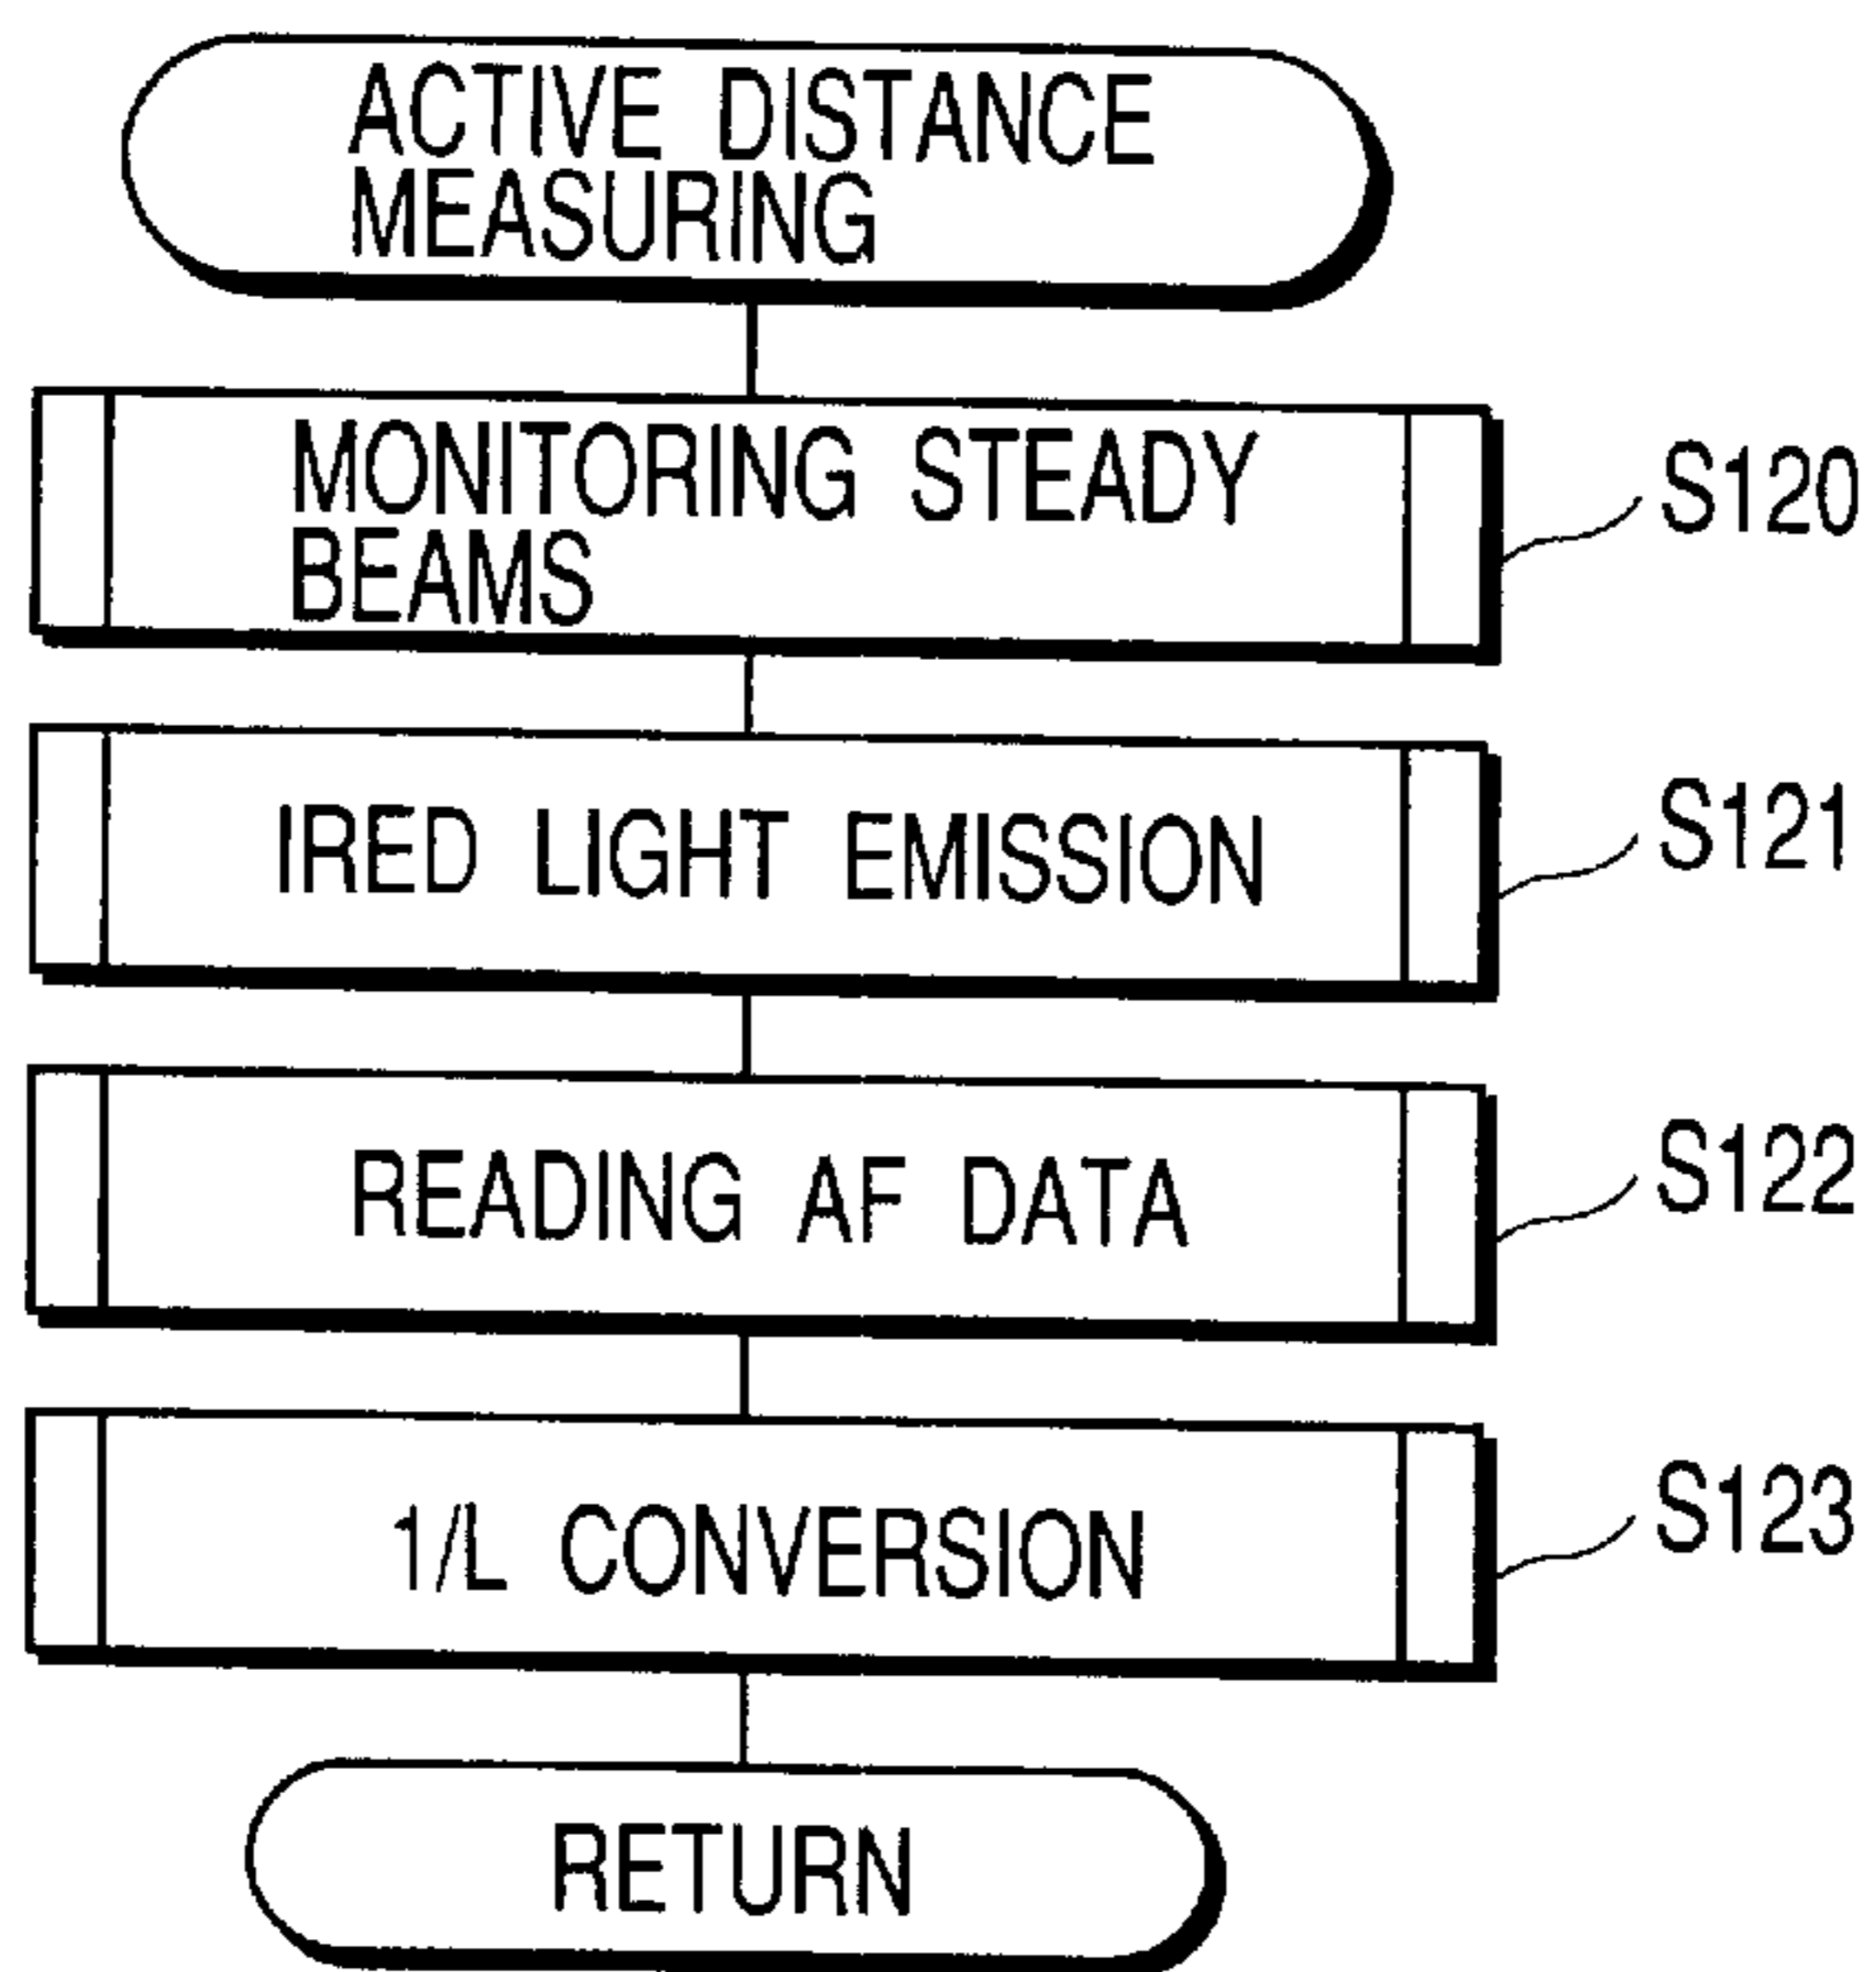 ACTIVE DISTANCE
MEASURING
MONITORING STEADY
BEAMS
S120
IRED LIGHT EMISSION
S121
READING AF DATA
S122
1/L CONVERSION
S123
RETURN